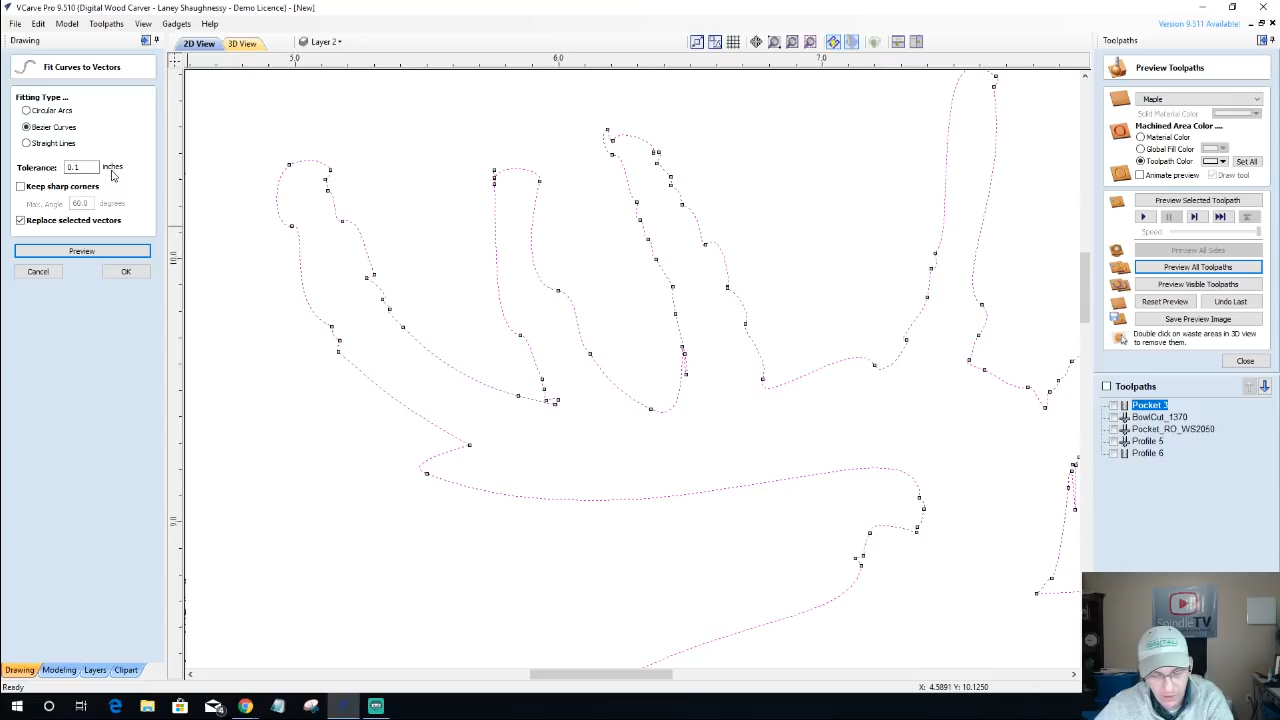 VCarve Pro 9.510 {Digital Wood Carver - Laney Shaughnessy - Demo Licence} - [New]
File Edit Model Toolpaths View Gadgets Help
Version 9.511 Available!
Drawing
2D View
3D View
Layer 2
Toolpaths
5.0
6.0
7.0
Fit Curves to Vectors
Fitting Type ...
Circular Arcs
Bezier Curves
Straight Lines
Tolerance: 0.1 inches
Keep sharp corners
Max. Angle 60.0 degrees
Replace selected vectors
Preview
Cancel
OK
Preview Toolpaths
Maple
Solid Material Color
Machined Area Color ....
Material Color
Global Fill Color
Toolpath Color
Set All
Animate preview
Draw tool
Preview Selected Toolpath
Speed:
Preview All Sides
Preview All Toolpaths
Preview Visible Toolpaths
Reset Preview
Undo Last
Save Preview Image
Double click on waste areas in 3D view
to remove them.
Close
Toolpaths
Pocket 3
BowlCut_1370
Pocket_RO_WS2050
Profile 5
Profile 6
SpindleTV
DIGITAL
Drawing
Modeling
Layers
Clipart
Ready
X: 4.5891 Y: 10.1250